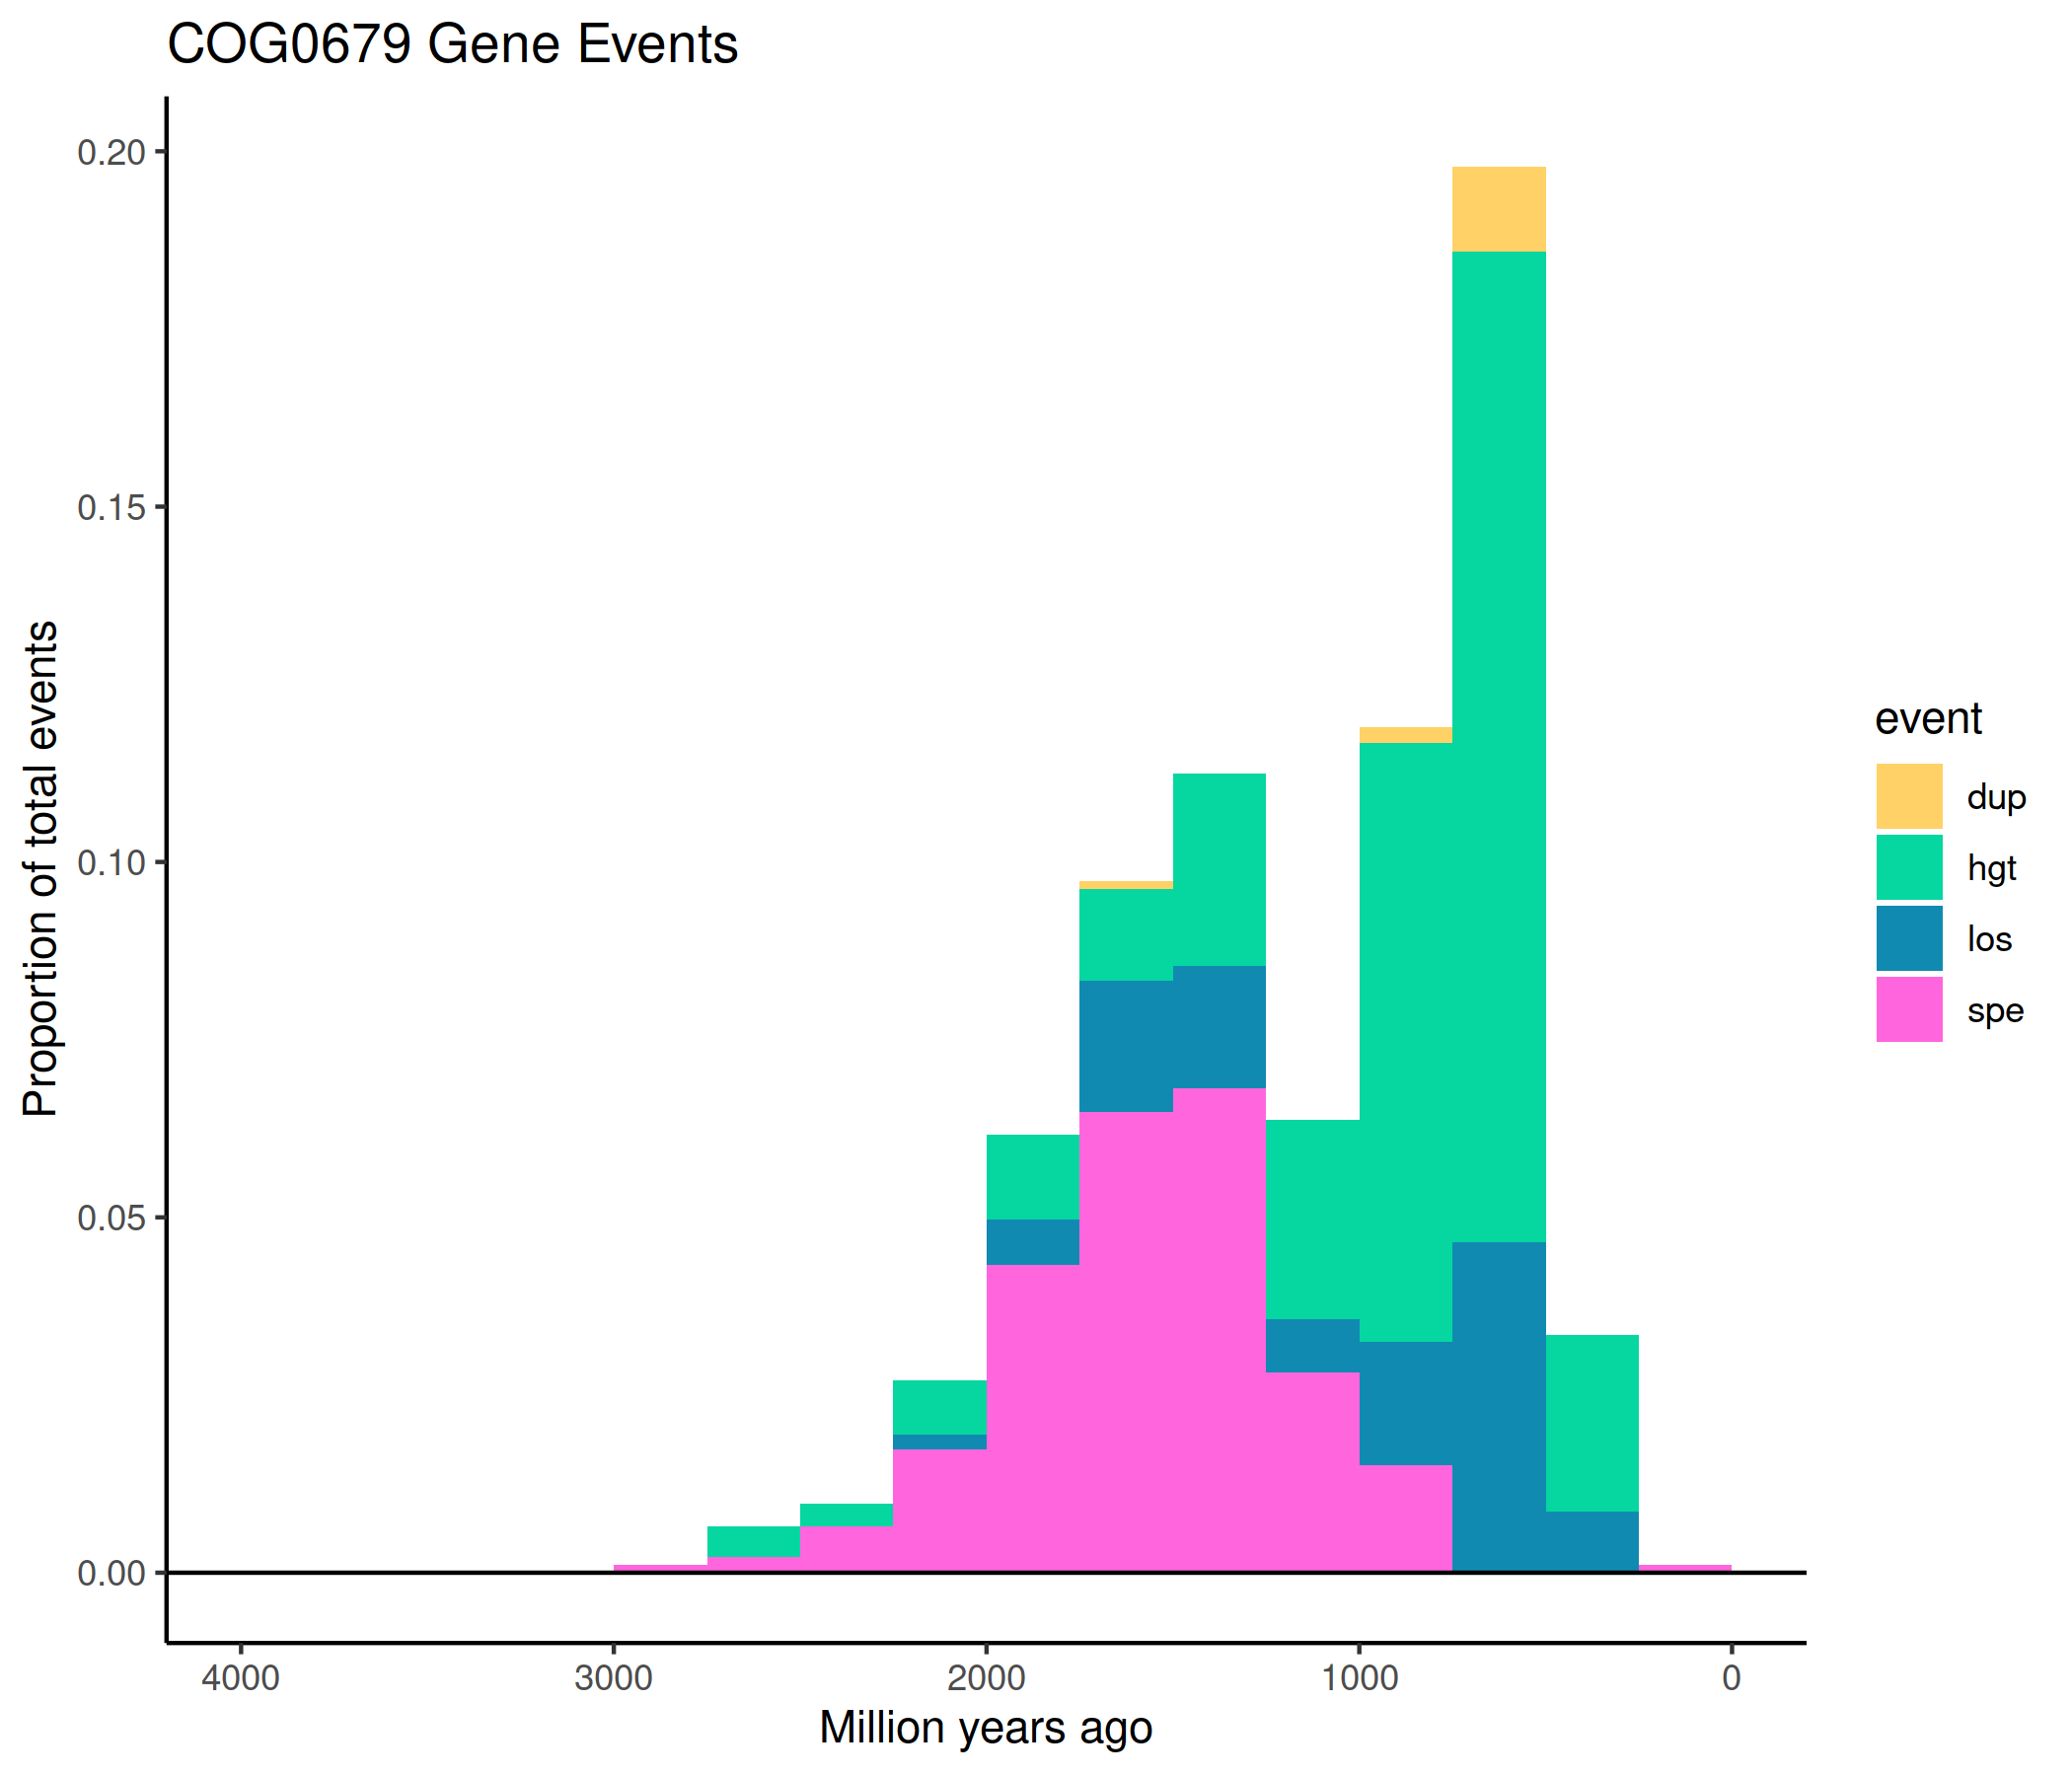 COG0679 Gene Events
Proportion of total events
0.20
0.15
0.10
0.05
0.00
4000 3000 2000 1000 0
Million years ago
event
dup
hgt
los
spe